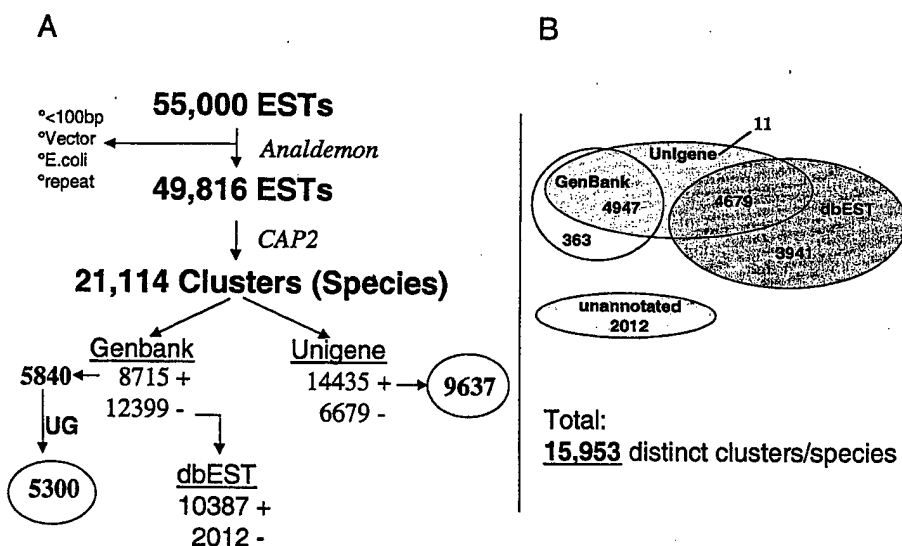 A
55,000 ESTs
°<100bp
°Vector
°E.coli
°repeat
Analdemon
49,816 ESTs
CAP2
21,114 Clusters (Species)
Genbank
Unigene
5840
8715 +
12399 -
14435 +
6679 -
9637
UG
5300
dbEST
10387 +
2012 -
B
11
UnIgene
GenBank
4947
4679
dbEST
363
3941
unannotated
2012
Total:
15,953 distinct clusters/species